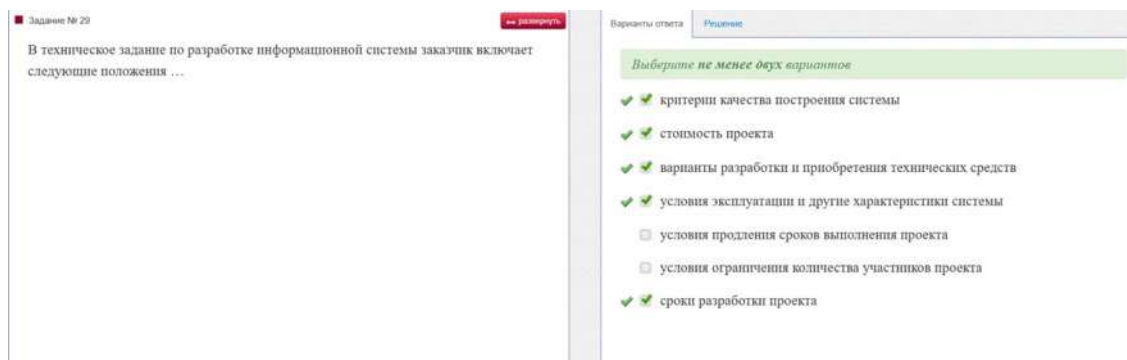 Задание № 29
развернуть
В техническое задание по разработке информационной системы заказчик включает
следующие положения …
Варианты ответа
Решение
Выберите не менее двух вариантов
критерии качества построения системы
стоимость проекта
варианты разработки и приобретения технических средств
условия эксплуатации и другие характеристики системы
условия продления сроков выполнения проекта
условия ограничения количества участников проекта
сроки разработки проекта